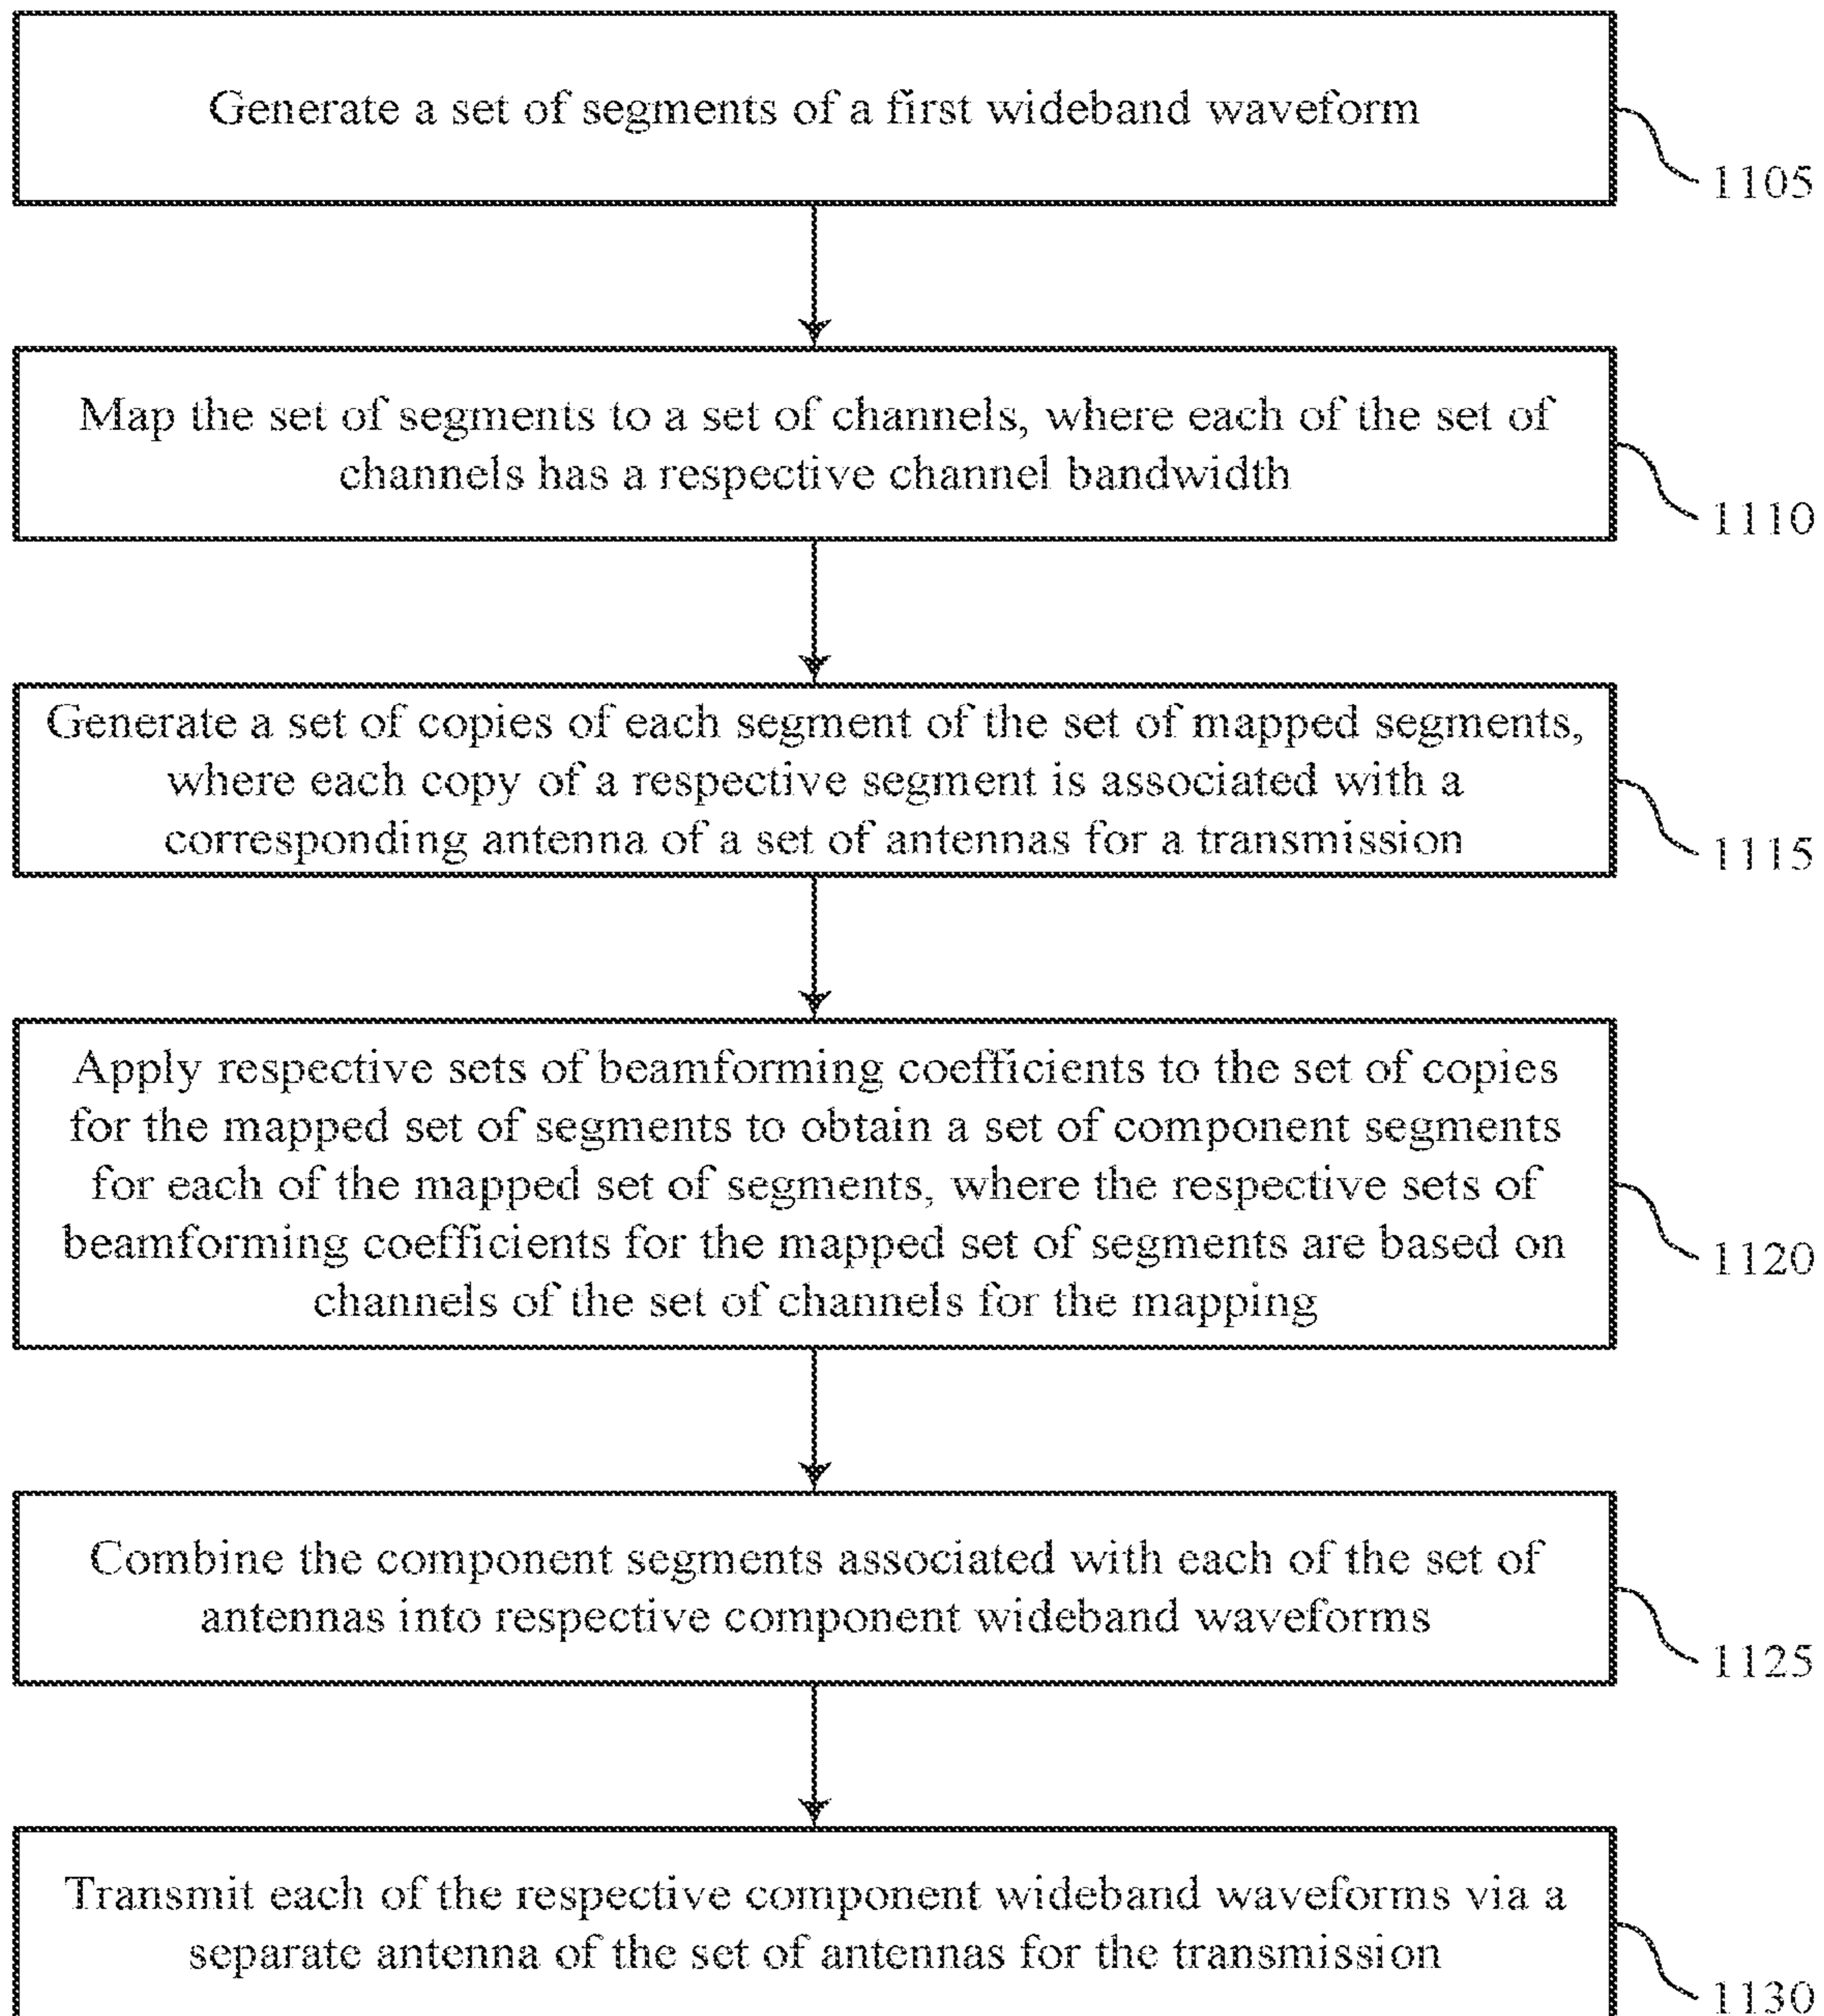 Generate a set of segments of a first wideband waveform
1105
Map the set of segments to a set of channels, where each of the set of
channels has a respective channel bandwidth
1110
Generate a set of copies of each segment of the set of mapped segments,
where each copy of a respective segment is associated with a
corresponding antenna of a set of antennas for a transmission
1115
Apply respective sets of beamforming coefficients to the set of copies
for the mapped set of segments to obtain a set of component segments
for each of the mapped set of segments, where the respective sets of
beamforming coefficients for the mapped set of segments are based on
channels of the set of channels for the mapping
1120
Combine the component segments associated with each of the set of
antennas into respective component wideband waveforms
1125
Transmit each of the respective component wideband waveforms via a
separate antenna of the set of antennas for the transmission
1130